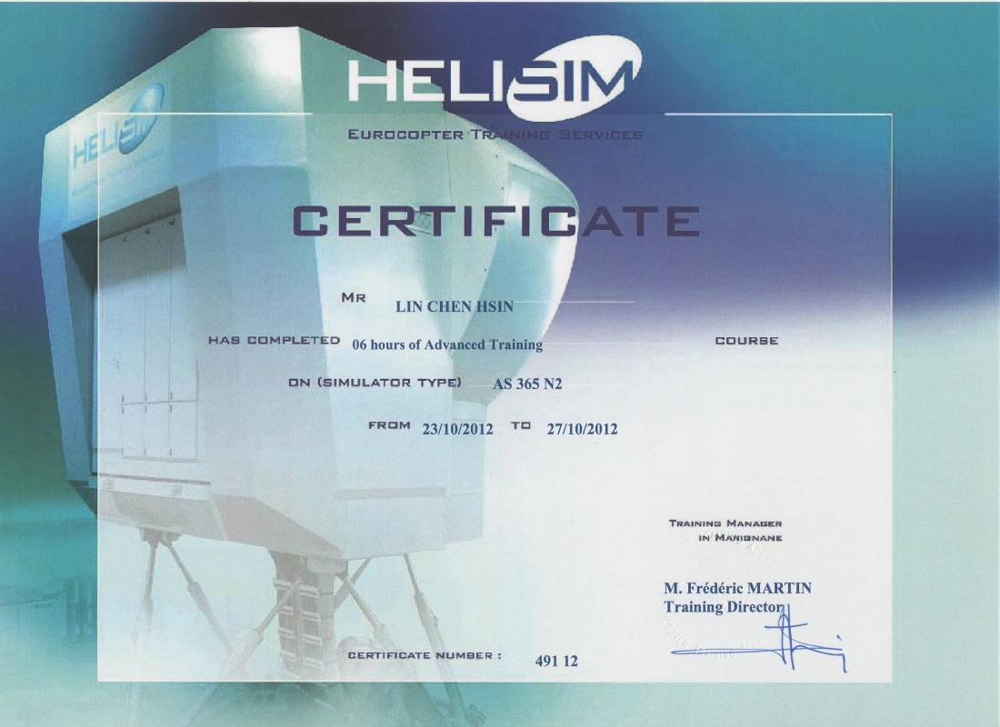 HELISIM
HELISIM
EUROCOPTER TRAINING SERVICES
CERTIFICATE
MR LIN CHEN HSIN
HAS COMPLETED 06 hours of Advanced Training COURSE
ON (SIMULATOR TYPE) AS 365 N2
FROM 23/10/2012 TO 27/10/2012
TRAINING MANAGER
IN MARIGNANE
M. Frédéric MARTIN
Training Director
CERTIFICATE NUMBER : 491 12